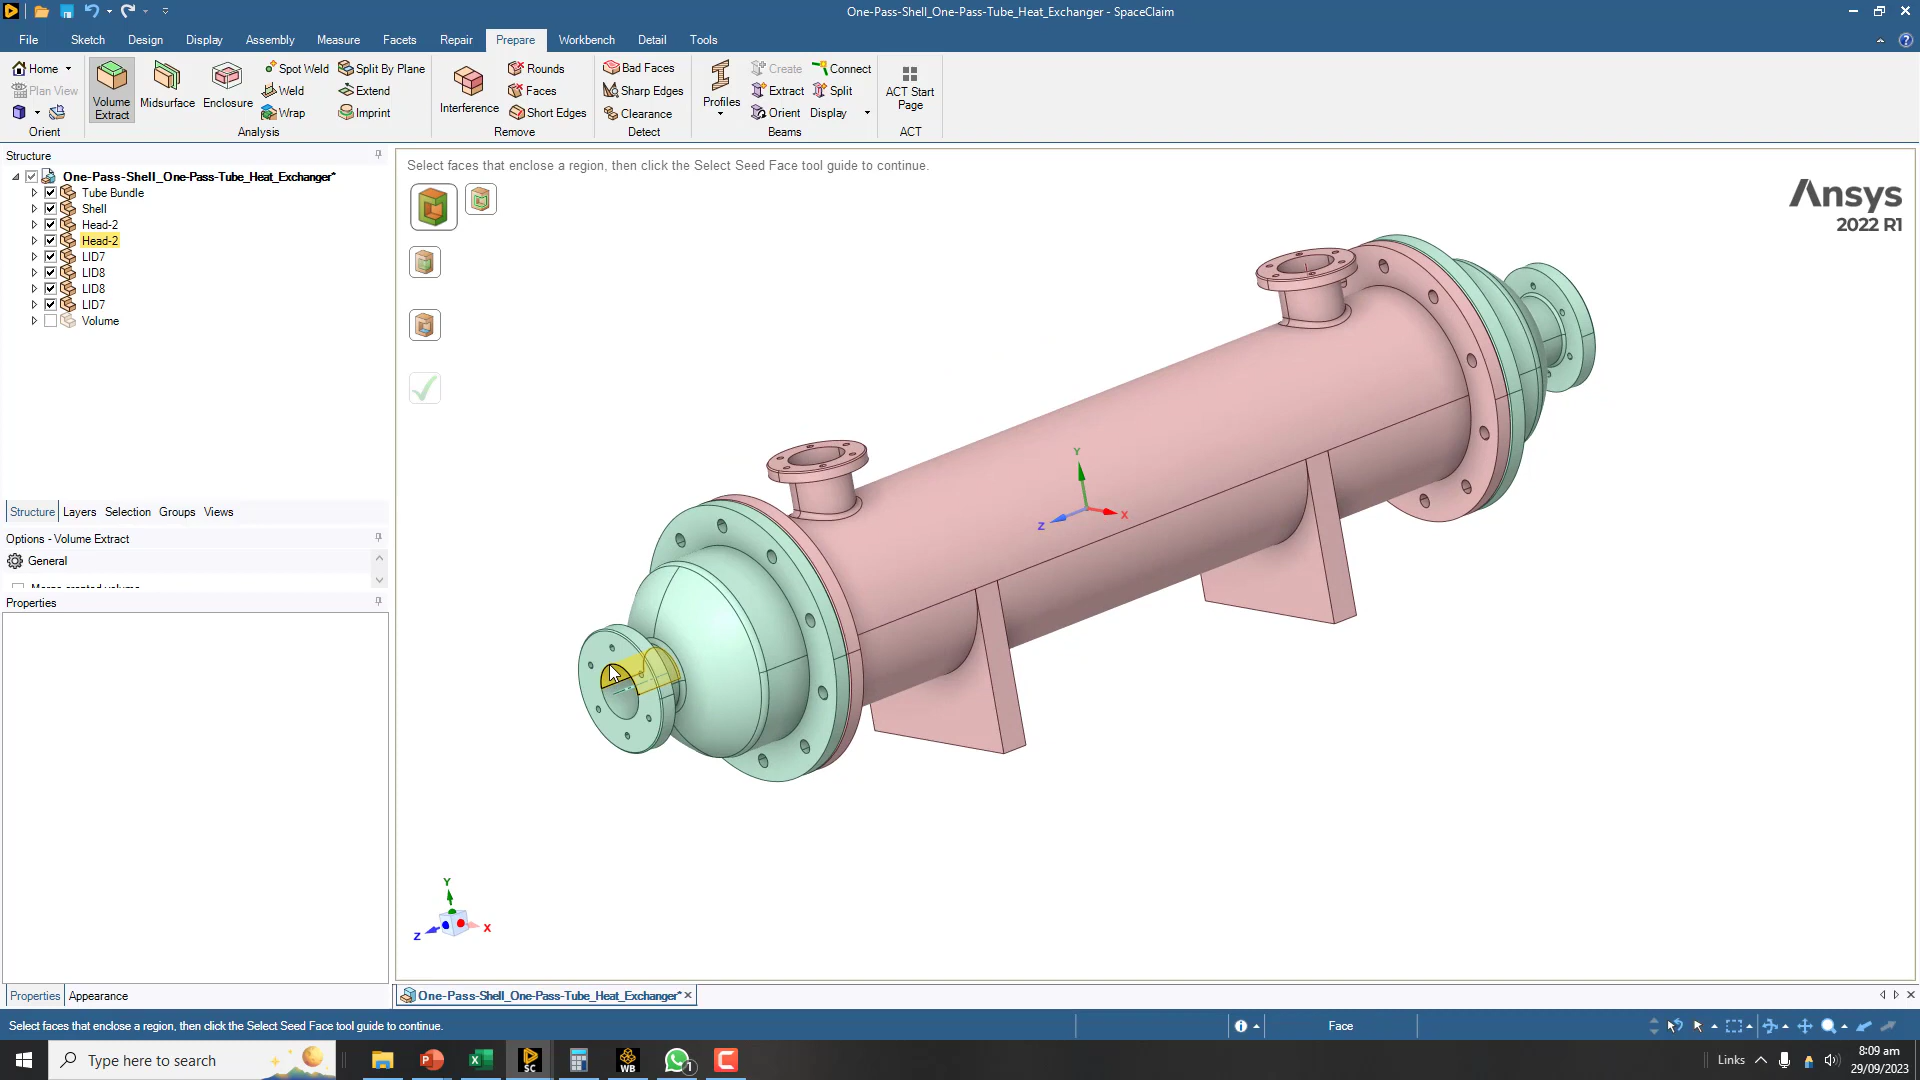 One-Pass-Shell_One-Pass-Tube_Heat_Exchanger - SpaceClaim
File Sketch Design Display Assembly Measure Facets Repair Prepare Workbench Detail Tools
Home Plan View
Orient
Volume Extract
Midsurface
Enclosure
Spot Weld
Weld
Wrap
Split By Plane
Extend
Imprint
Analysis
Interference
Rounds
Faces
Short Edges
Remove
Bad Faces
Sharp Edges
Clearance
Detect
Profiles
Create
Extract
Orient
Connect
Split
Display
Beams
ACT Start Page
ACT
Structure
One-Pass-Shell_One-Pass-Tube_Heat_Exchanger*
Tube Bundle
Shell
Head-2
Head-2
LID7
LID8
LID8
LID7
Volume
Structure Layers Selection Groups Views
Options - Volume Extract
General
Merge created volume
Properties
Properties Appearance
Select faces that enclose a region, then click the Select Seed Face tool guide to continue.
Ansys
2022 R1
Y
Z
X
Y
Z
X
One-Pass-Shell_One-Pass-Tube_Heat_Exchanger*
Select faces that enclose a region, then click the Select Seed Face tool guide to continue.
Face
Type here to search
SC
WB
1
Links
8:09 am
29/09/2023